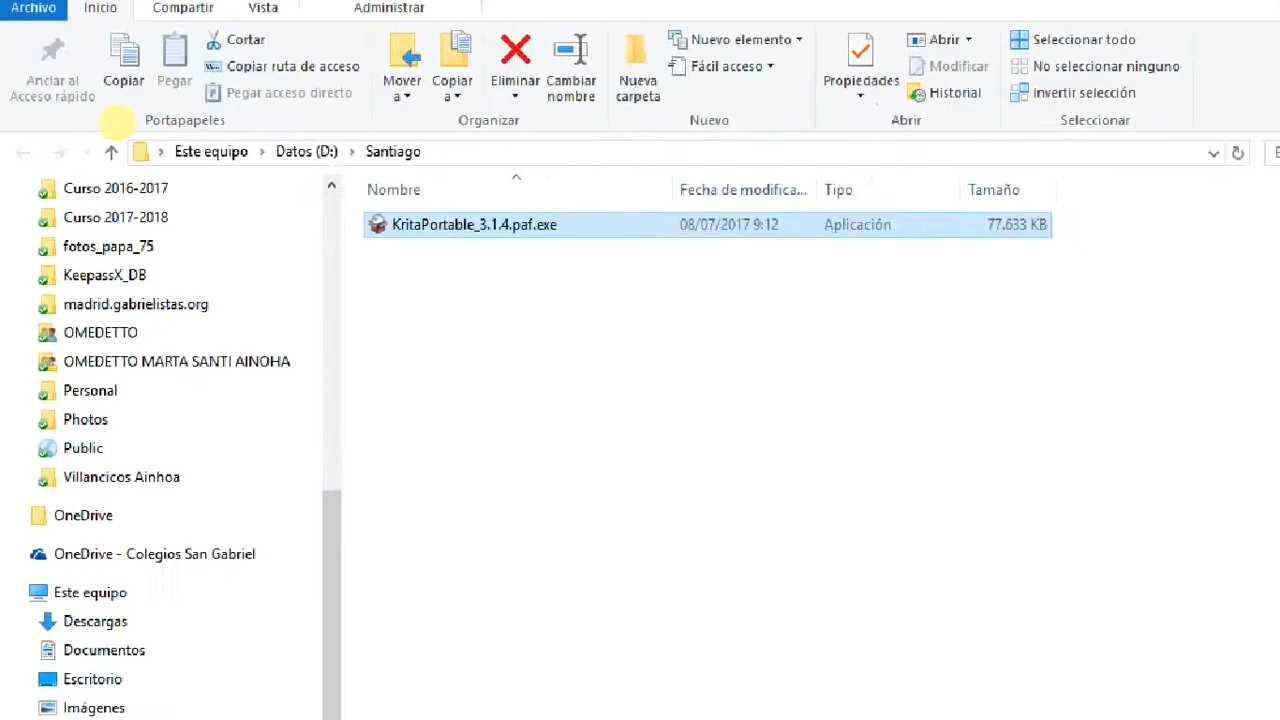 Archivo Inicio Compartir Vista Administrar
Anclar al
Acceso rápido
Copiar
Pegar
Cortar
Copiar ruta de acceso
Pegar acceso directo
Portapapeles
Mover
a
Copiar
a
Eliminar
Cambiar
nombre
Organizar
Nueva
carpeta
Nuevo elemento
Fácil acceso
Nuevo
Propiedades
Abrir
Modificar
Historial
Abrir
Seleccionar todo
No seleccionar ninguno
Invertir selección
Seleccionar
Este equipo > Datos (D:) > Santiago
Curso 2016-2017
Curso 2017-2018
fotos_papa_75
KeepassX_DB
madrid.gabrielistas.org
OMEDETTO
OMEDETTO MARTA SANTI AINOHA
Personal
Photos
Public
Villancicos Ainhoa
OneDrive
OneDrive - Colegios San Gabriel
Este equipo
Descargas
Documentos
Escritorio
Imágenes
Nombre Fecha de modifica... Tipo Tamaño
KritaPortable_3.1.4.paf.exe 08/07/2017 9:12 Aplicación 77.633 KB